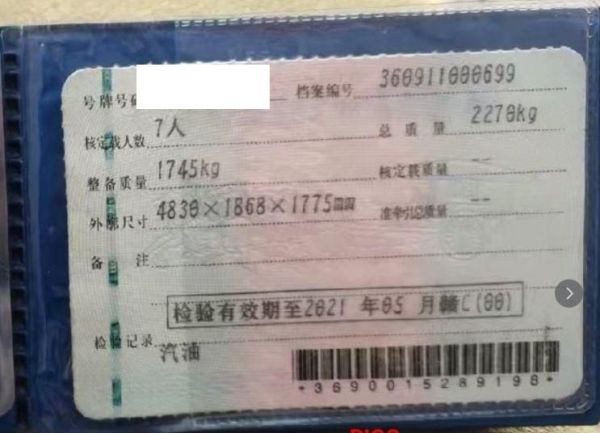 号牌号码 档案编号 360911000699
核定载人数 7人 总质量 2270kg
整备质量 1745kg 核定载质量 --
外廓尺寸 4830×1868×1775mm 准牵引总质量 --
备注
检验有效期至2021年05月赣C(00)
检验记录
汽油
*3690015289198*